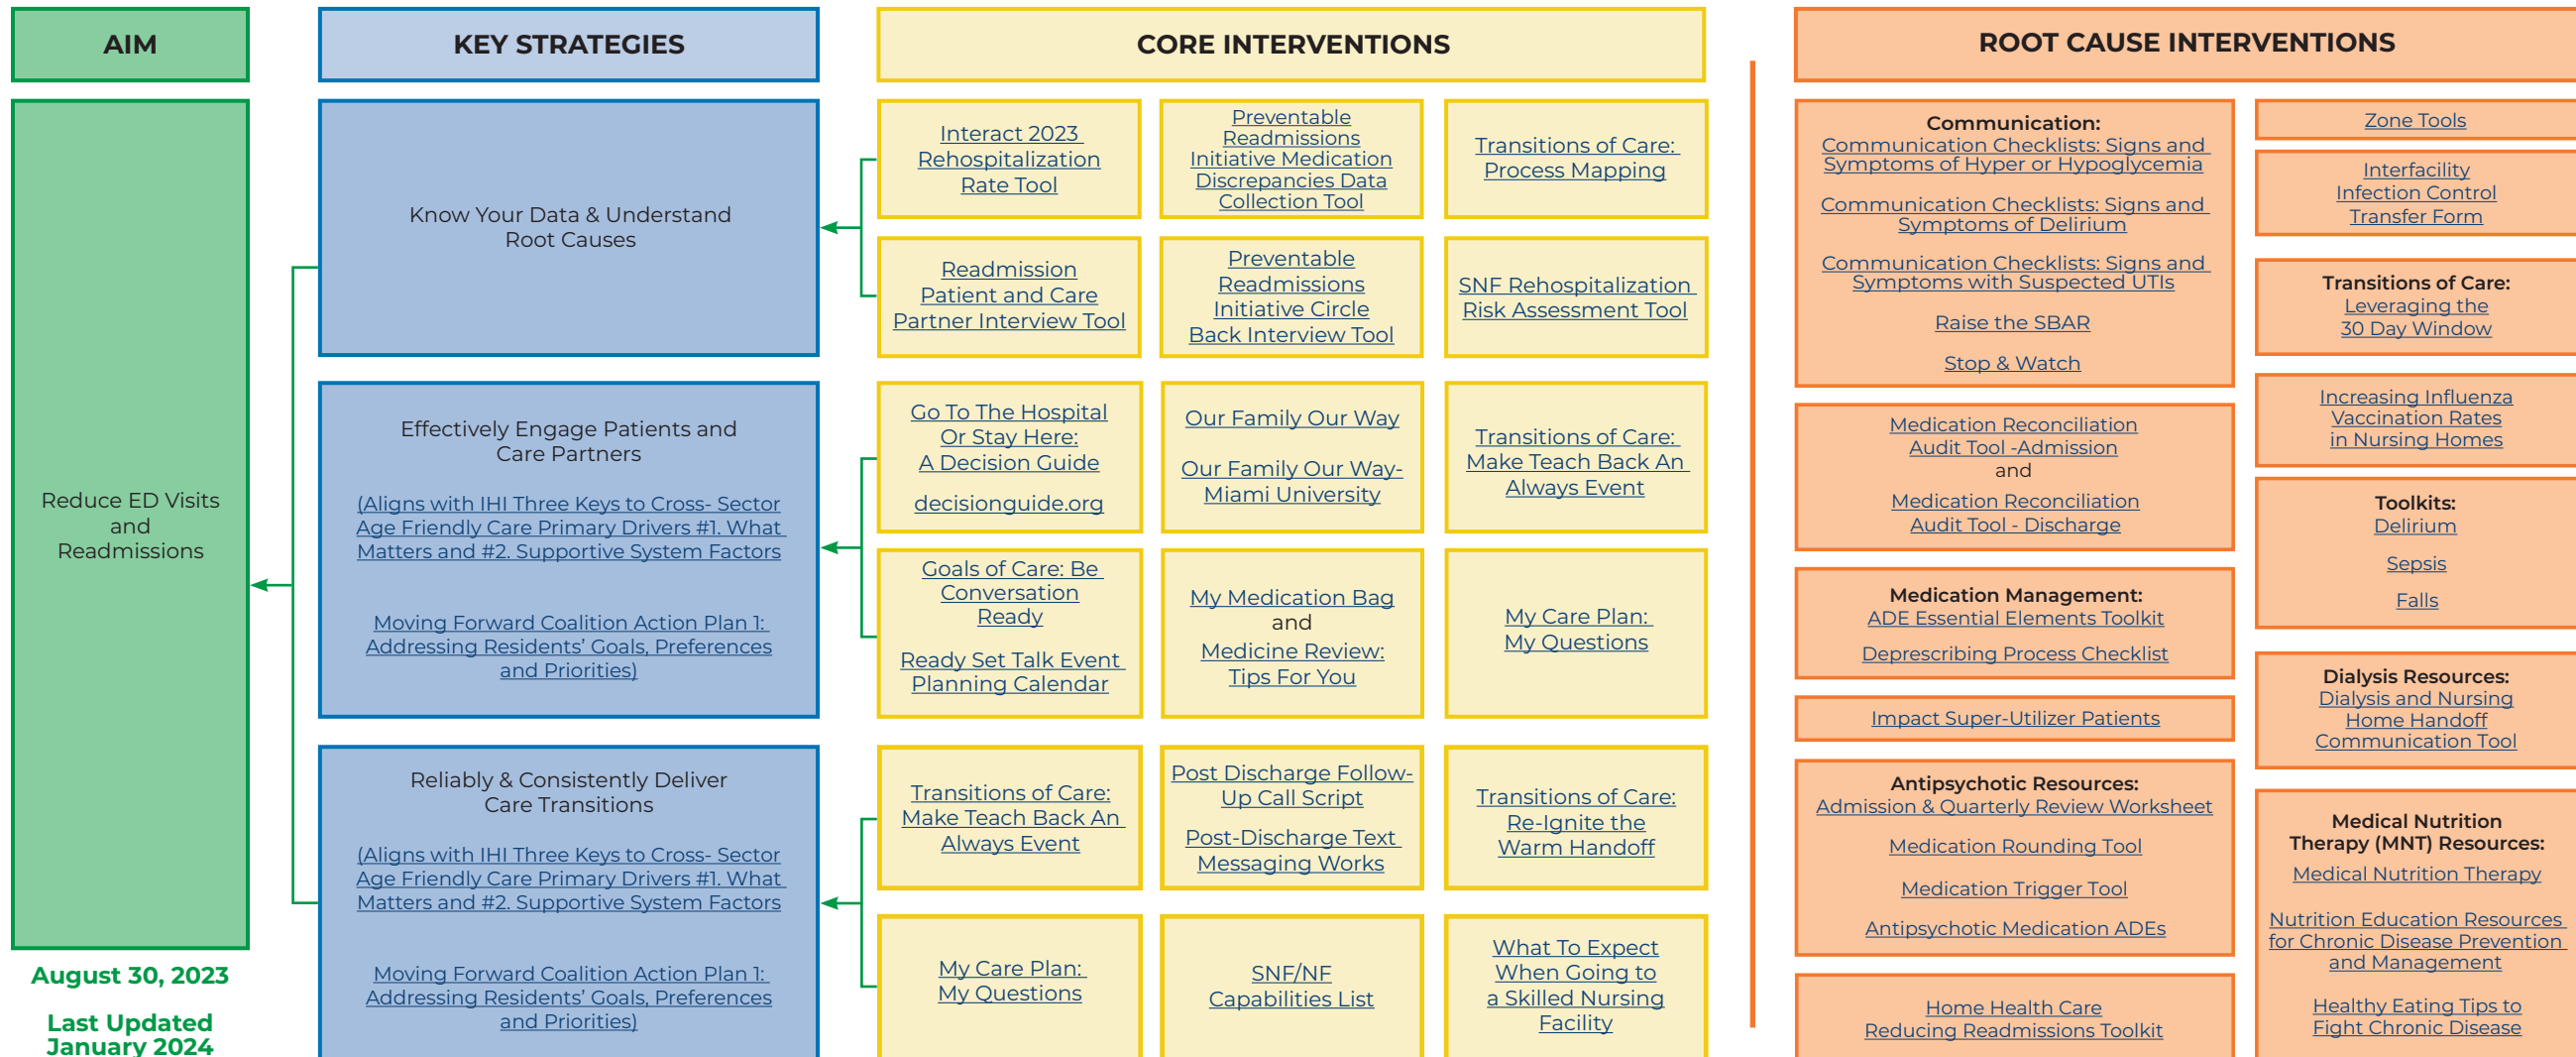 AIM
Reduce ED Visits
and
Readmissions
August 30, 2023
Last Updated
January 2024
KEY STRATEGIES
Know Your Data & Understand
Root Causes
Effectively Engage Patients and
Care Partners
(Aligns with IHI Three Keys to Cross- Sector
Age Friendly Care Primary Drivers #1. What
Matters and #2. Supportive System Factors
Moving Forward Coalition Action Plan 1:
Addressing Residents’ Goals, Preferences
and Priorities)
Reliably & Consistently Deliver
Care Transitions
(Aligns with IHI Three Keys to Cross- Sector
Age Friendly Care Primary Drivers #1. What
Matters and #2. Supportive System Factors
Moving Forward Coalition Action Plan 1:
Addressing Residents’ Goals, Preferences
and Priorities)
CORE INTERVENTIONS
Interact 2023
Rehospitalization
Rate Tool
Preventable
Readmissions
Initiative Medication
Discrepancies Data
Collection Tool
Transitions of Care:
Process Mapping
Readmission
Patient and Care
Partner Interview Tool
Preventable
Readmissions
Initiative Circle
Back Interview Tool
SNF Rehospitalization
Risk Assessment Tool
Go To The Hospital
Or Stay Here:
A Decision Guide
decisionguide.org
Our Family Our Way
Our Family Our Way-
Miami University
Transitions of Care:
Make Teach Back An
Always Event
Goals of Care: Be
Conversation
Ready
Ready Set Talk Event
Planning Calendar
My Medication Bag
and
Medicine Review:
Tips For You
My Care Plan:
My Questions
Transitions of Care:
Make Teach Back An
Always Event
Post Discharge Follow-
Up Call Script
Post-Discharge Text
Messaging Works
Transitions of Care:
Re-Ignite the
Warm Handoff
My Care Plan:
My Questions
SNF/NF
Capabilities List
What To Expect
When Going to
a Skilled Nursing
Facility
ROOT CAUSE INTERVENTIONS
Communication:
Communication Checklists: Signs and
Symptoms of Hyper or Hypoglycemia
Communication Checklists: Signs and
Symptoms of Delirium
Communication Checklists: Signs and
Symptoms with Suspected UTIs
Raise the SBAR
Stop & Watch
Medication Reconciliation
Audit Tool -Admission
and
Medication Reconciliation
Audit Tool - Discharge
Medication Management:
ADE Essential Elements Toolkit
Deprescribing Process Checklist
Impact Super-Utilizer Patients
Antipsychotic Resources:
Admission & Quarterly Review Worksheet
Medication Rounding Tool
Medication Trigger Tool
Antipsychotic Medication ADEs
Home Health Care
Reducing Readmissions Toolkit
Zone Tools
Interfacility
Infection Control
Transfer Form
Transitions of Care:
Leveraging the
30 Day Window
Increasing Influenza
Vaccination Rates
in Nursing Homes
Toolkits:
Delirium
Sepsis
Falls
Dialysis Resources:
Dialysis and Nursing
Home Handoff
Communication Tool
Medical Nutrition
Therapy (MNT) Resources:
Medical Nutrition Therapy
Nutrition Education Resources
for Chronic Disease Prevention
and Management
Healthy Eating Tips to
Fight Chronic Disease